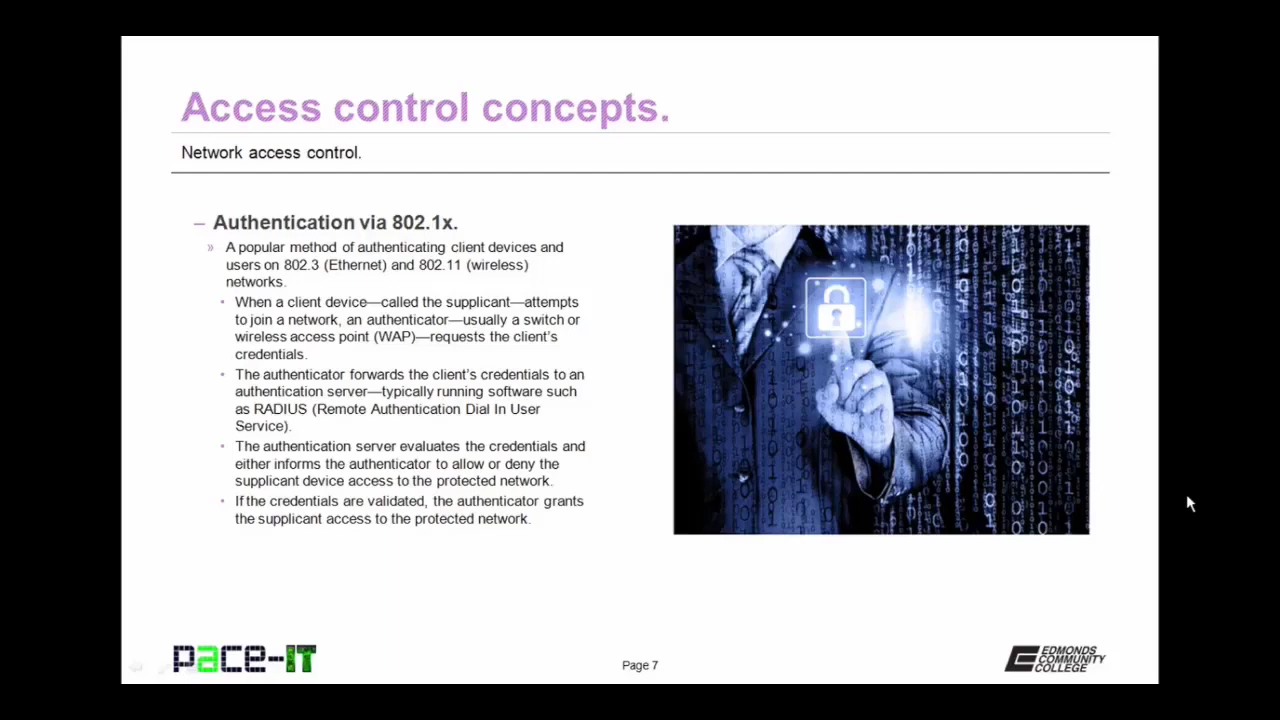 Access control concepts.
Network access control.
– Authentication via 802.1x.
» A popular method of authenticating client devices and
users on 802.3 (Ethernet) and 802.11 (wireless)
networks.
• When a client device—called the supplicant—attempts
to join a network, an authenticator—usually a switch or
wireless access point (WAP)—requests the client's
credentials.
• The authenticator forwards the client's credentials to an
authentication server—typically running software such
as RADIUS (Remote Authentication Dial In User
Service).
• The authentication server evaluates the credentials and
either informs the authenticator to allow or deny the
supplicant device access to the protected network.
• If the credentials are validated, the authenticator grants
the supplicant access to the protected network.
pace-IT
Page 7
EDMONDS
COMMUNITY
COLLEGE